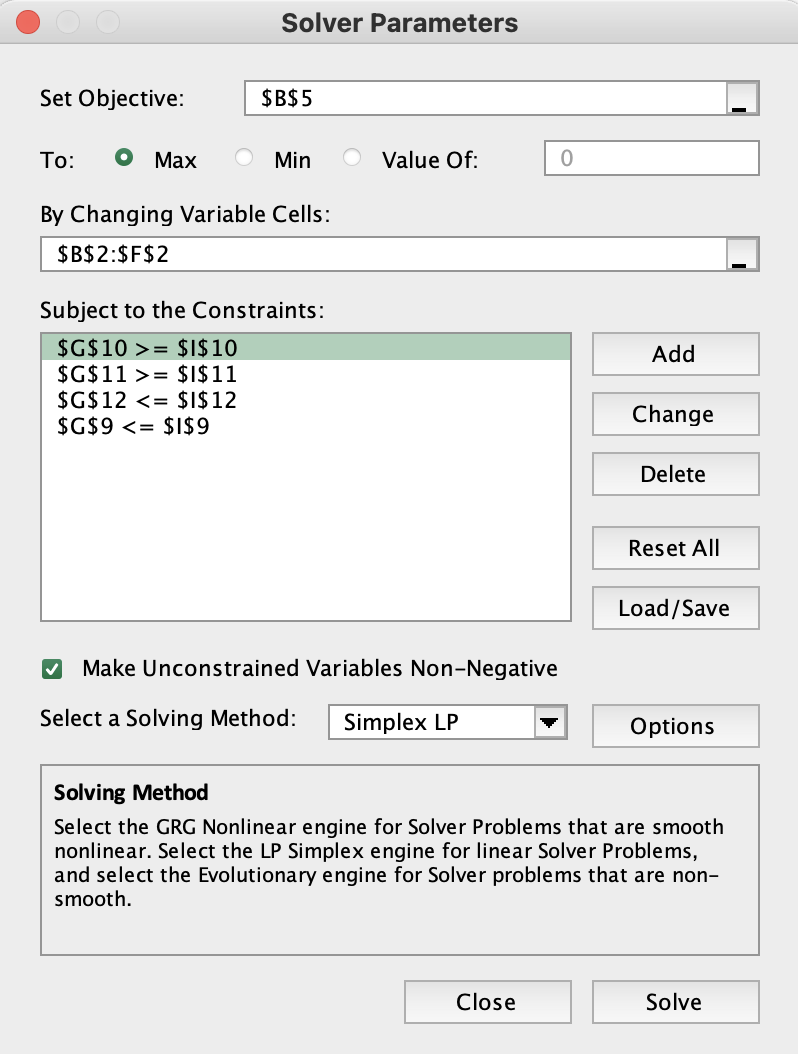 Solver Parameters
Set Objective: $B$5
To: Max Min Value Of: 0
By Changing Variable Cells:
$B$2:$F$2
Subject to the Constraints:
$G$10 >= $I$10
$G$11 >= $I$11
$G$12 <= $I$12
$G$9 <= $I$9
Add
Change
Delete
Reset All
Load/Save
Make Unconstrained Variables Non-Negative
Select a Solving Method: Simplex LP Options
Solving Method
Select the GRG Nonlinear engine for Solver Problems that are smooth
nonlinear. Select the LP Simplex engine for linear Solver Problems,
and select the Evolutionary engine for Solver problems that are non-
smooth.
Close Solve